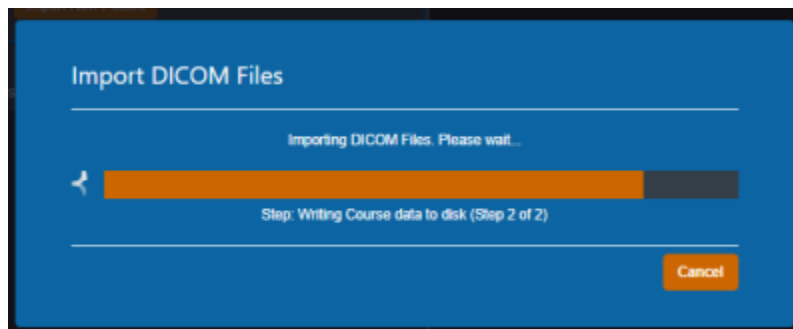 Import DICOM Files
Importing DICOM Files. Please wait...
Step: Writing Course data to disk (Step 2 of 2)
Cancel